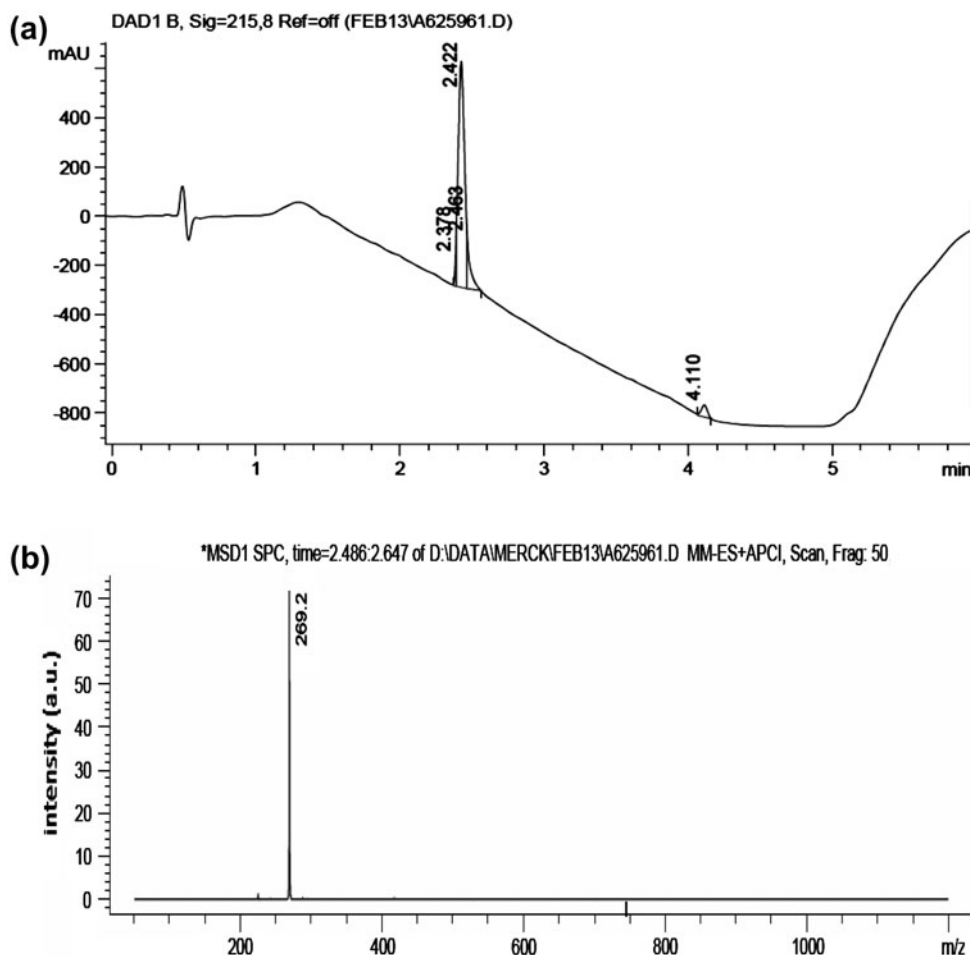 (a)
DAD1 B, Sig=215,8 Ref=off (FEB13\A625961.D)
mAU
400
200
0
-200
-400
-600
-800
2.378
2.422
2.463
4.110
0 1 2 3 4 5 min
(b)
*MSD1 SPC, time=2.486:2.647 of D:\DATA\MERCK\FEB13\A625961.D MM-ES+APCI, Scan, Frag: 50
intensity (a.u.)
70
60
50
40
30
20
10
0
269.2
200 400 600 800 1000 m/z